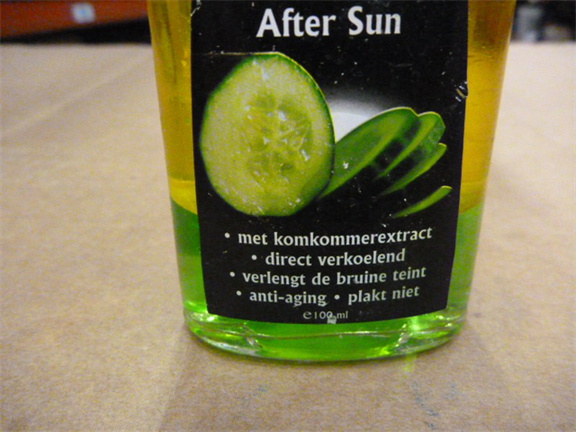 After Sun
• met komkommerextract
• direct verkoelend
• verlengt de bruine teint
• anti-aging • plakt niet
℮100 ml